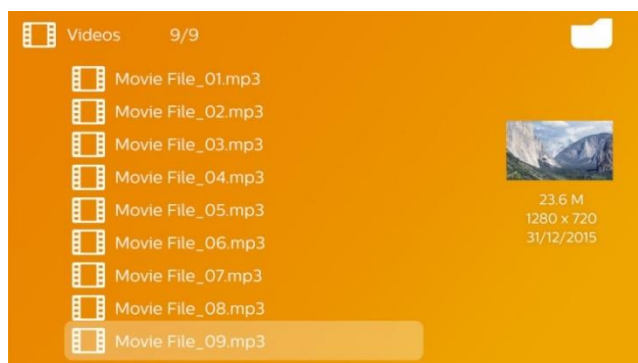 Videos 9/9
Movie File_01.mp3
Movie File_02.mp3
Movie File_03.mp3
Movie File_04.mp3
Movie File_05.mp3
Movie File_06.mp3
Movie File_07.mp3
Movie File_08.mp3
Movie File_09.mp3
23.6 M
1280 x 720
31/12/2015